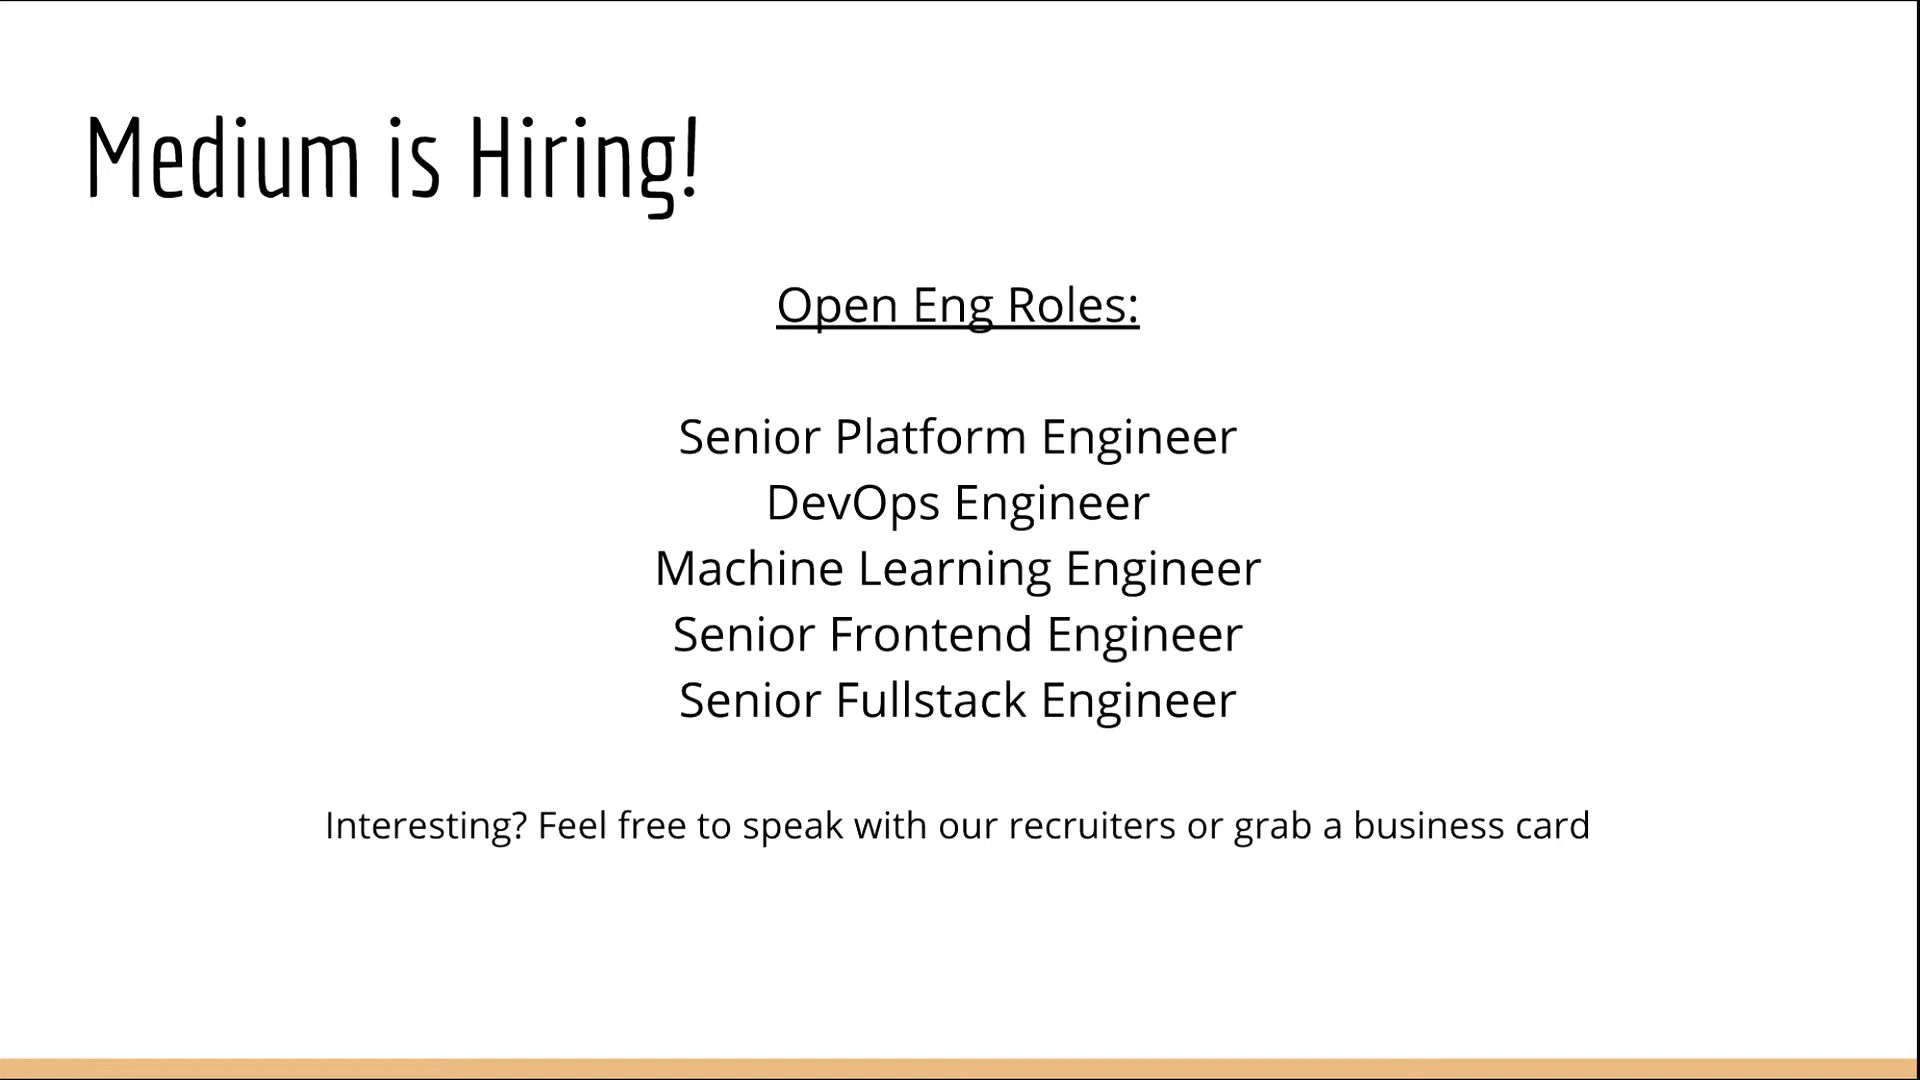 Medium is Hiring!
Open Eng Roles:
Senior Platform Engineer
DevOps Engineer
Machine Learning Engineer
Senior Frontend Engineer
Senior Fullstack Engineer
Interesting? Feel free to speak with our recruiters or grab a business card